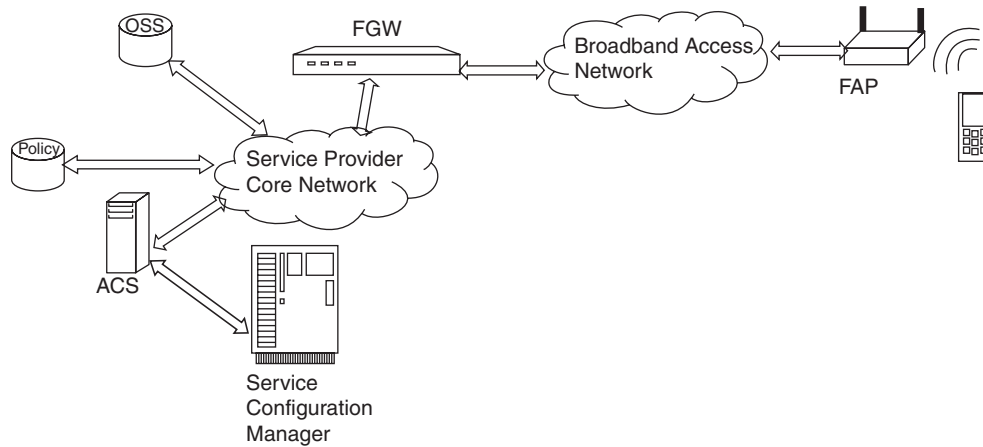 OSS
FGW
Broadband Access
Network
FAP
Policy
Service Provider
Core Network
ACS
Service
Configuration
Manager